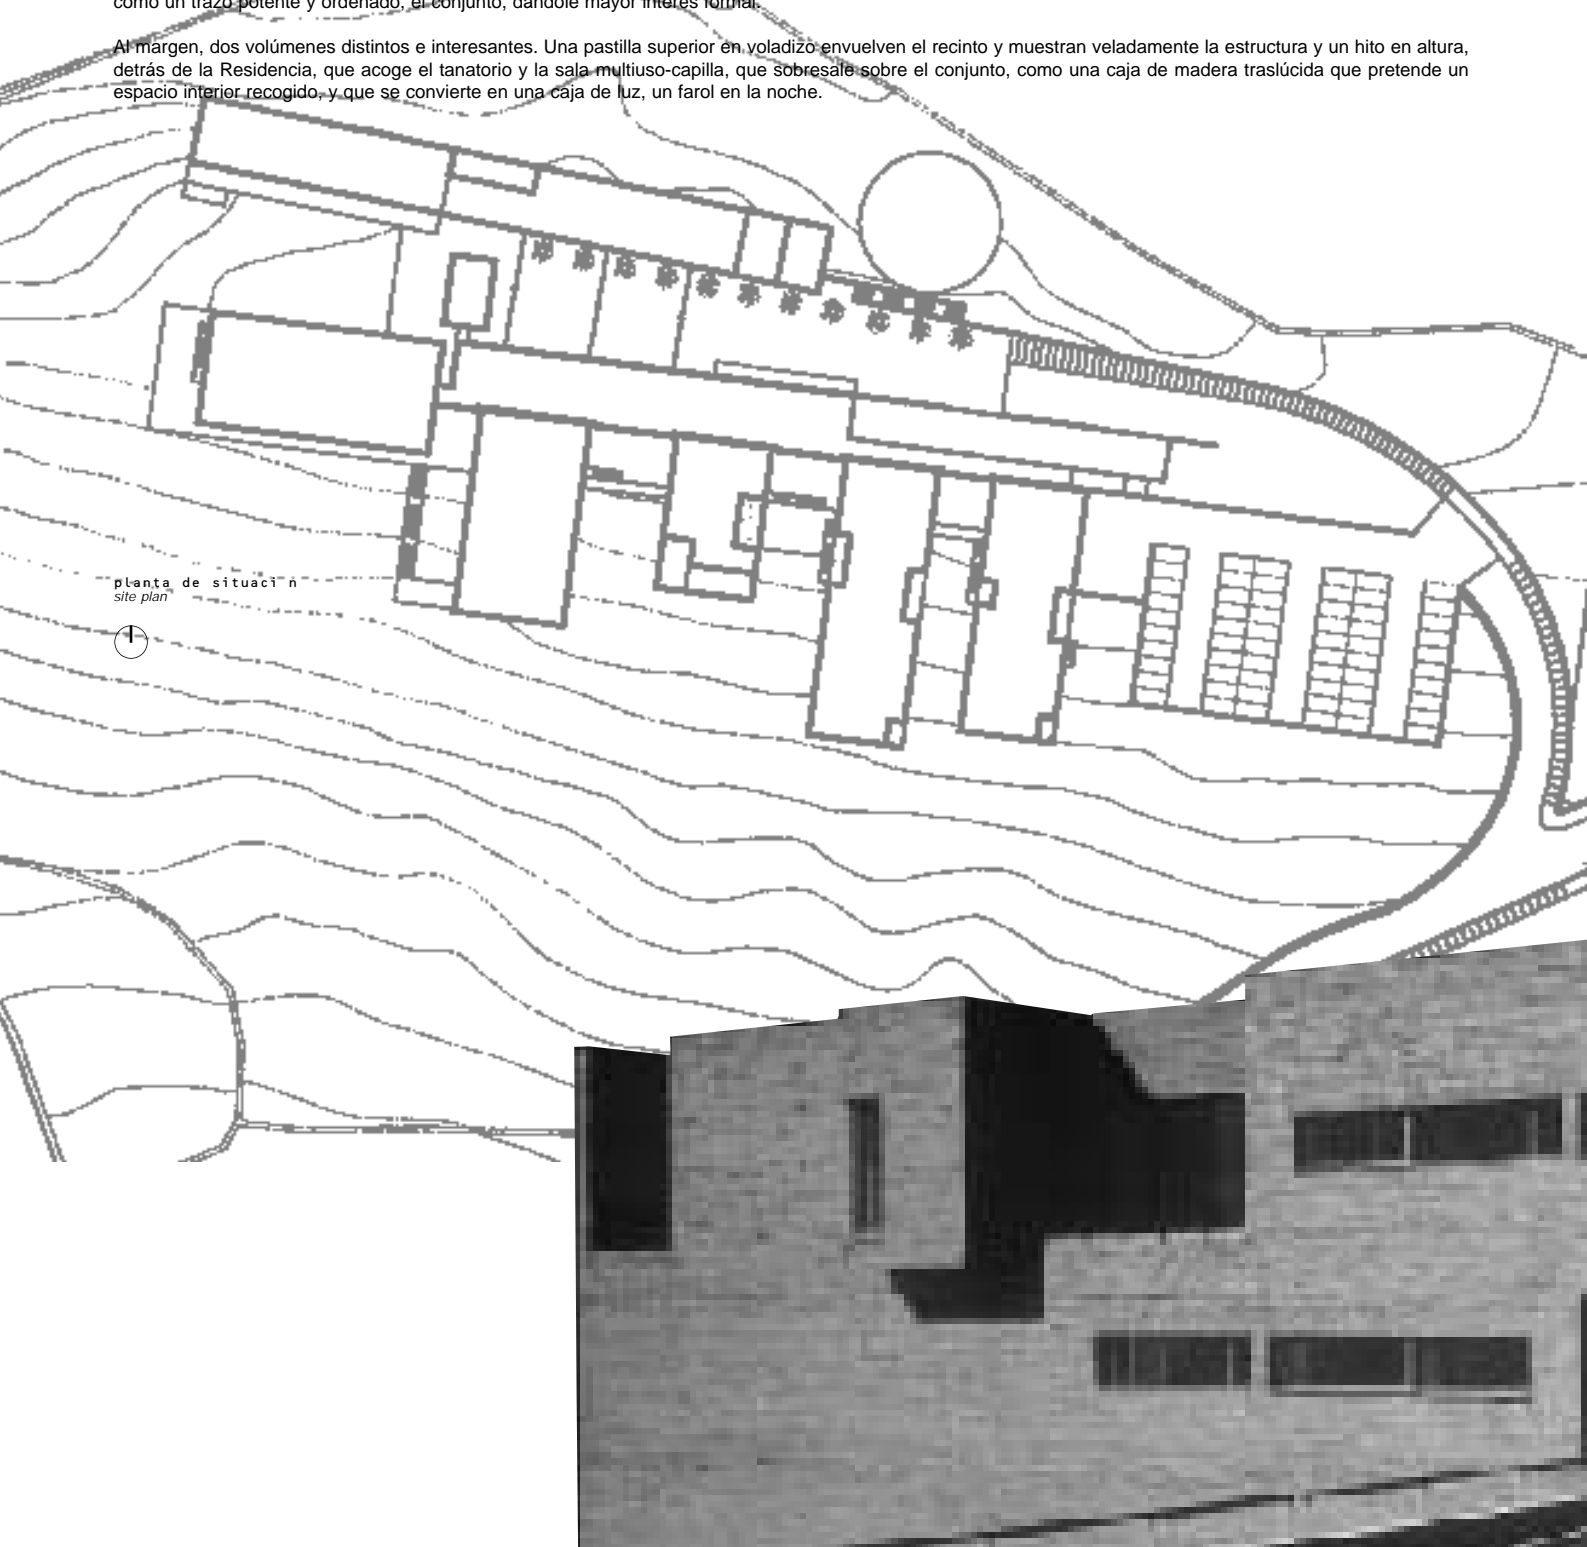 como un trazo potente y ordenado, el conjunto, dándole mayor interés formal.
Al margen, dos volúmenes distintos e interesantes. Una pastilla superior en voladizo envuelven el recinto y muestran veladamente la estructura y un hito en altura,
detrás de la Residencia, que acoge el tanatorio y la sala multiuso-capilla, que sobresale sobre el conjunto, como una caja de madera traslúcida que pretende un
espacio interior recogido, y que se convierte en una caja de luz, un farol en la noche.
planta de situaci n
site plan